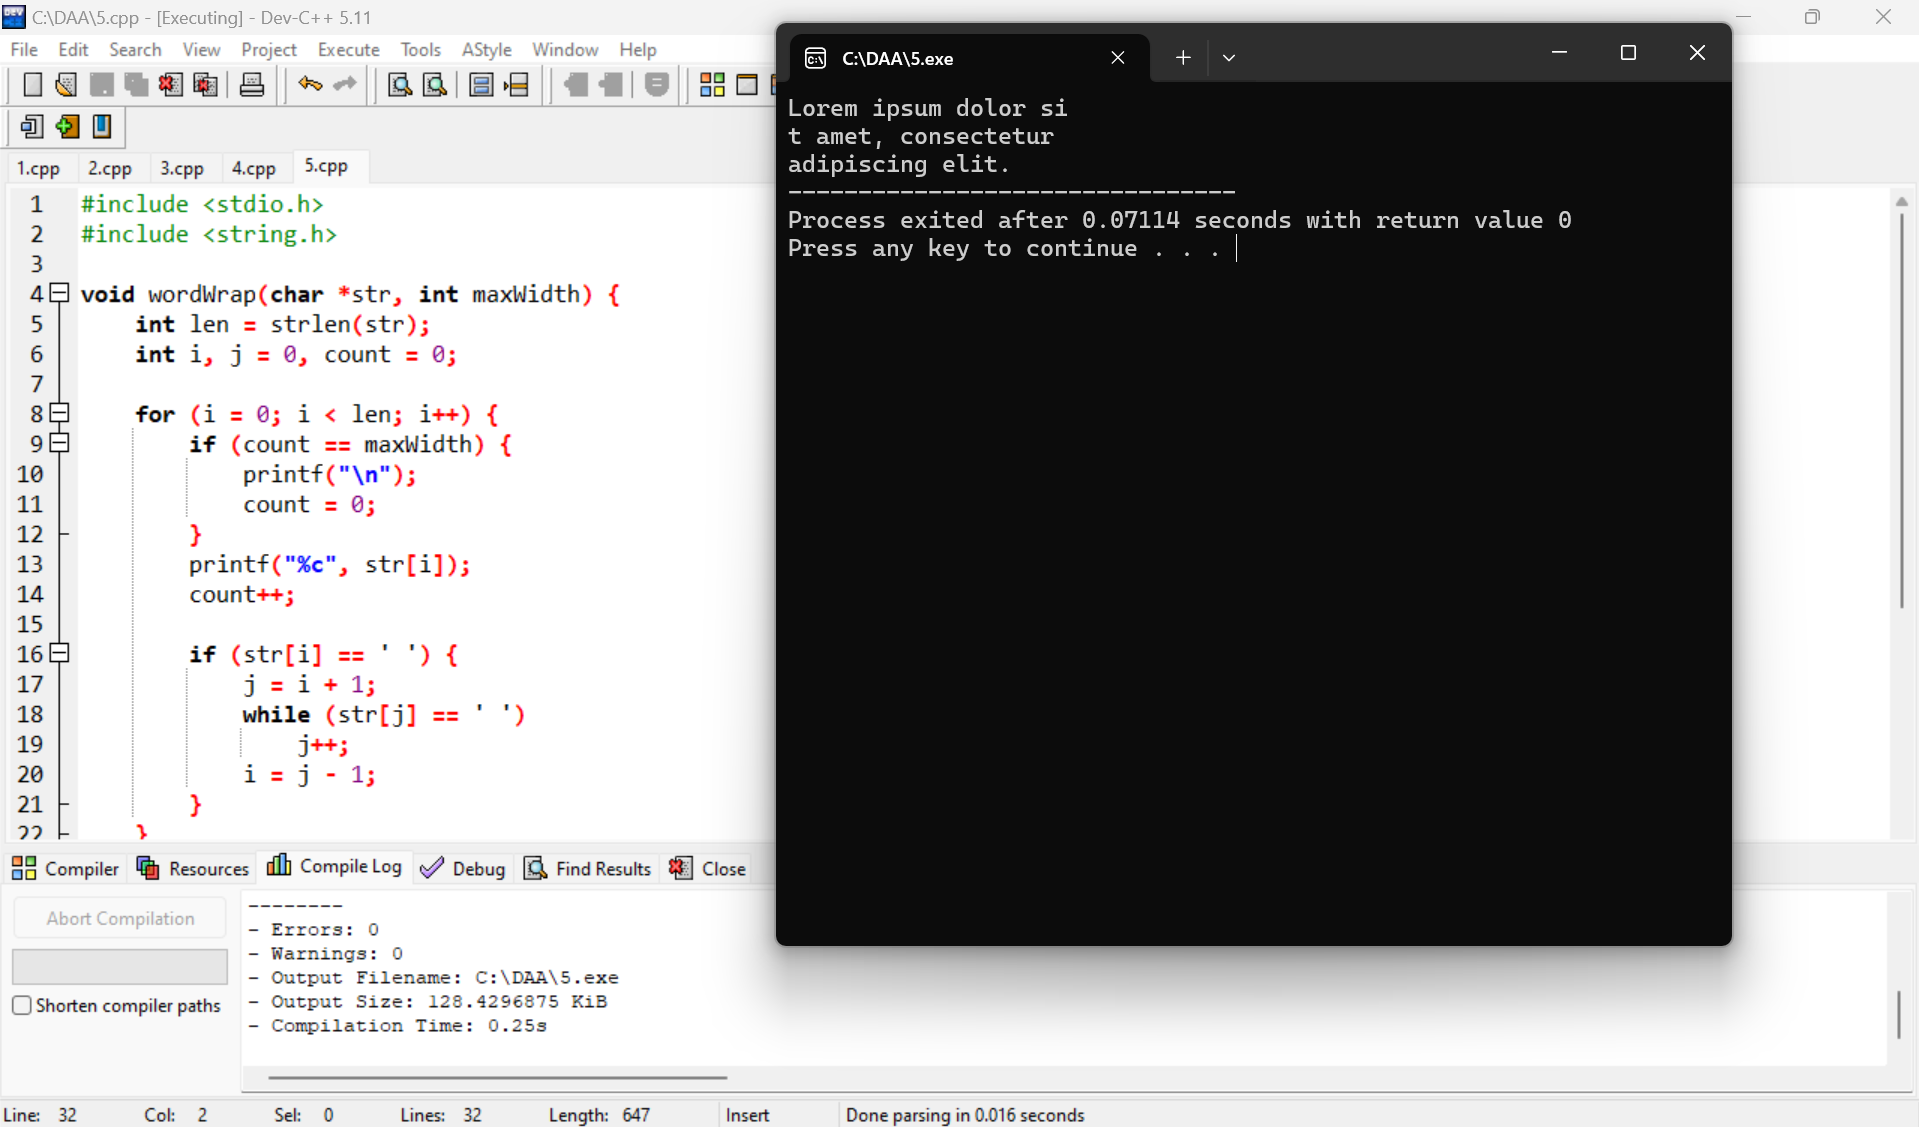 C:\DAA\5.cpp - [Executing] - Dev-C++ 5.11
File Edit Search View Project Execute Tools AStyle Window Help
1.cpp 2.cpp 3.cpp 4.cpp 5.cpp
1 #include <stdio.h>
2 #include <string.h>
3
4 void wordWrap(char *str, int maxWidth) {
5 int len = strlen(str);
6 int i, j = 0, count = 0;
7
8 for (i = 0; i < len; i++) {
9 if (count == maxWidth) {
10 printf("\n");
11 count = 0;
12 }
13 printf("%c", str[i]);
14 count++;
15
16 if (str[i] == ' ') {
17 j = i + 1;
18 while (str[j] == ' ')
19 j++;
20 i = j - 1;
21 }
22 }
C:\DAA\5.exe
Lorem ipsum dolor si
t amet, consectetur
adipiscing elit.
--------------------------------
Process exited after 0.07114 seconds with return value 0
Press any key to continue . . .
Compiler Resources Compile Log Debug Find Results Close
Abort Compilation
Shorten compiler paths
--------
- Errors: 0
- Warnings: 0
- Output Filename: C:\DAA\5.exe
- Output Size: 128.4296875 KiB
- Compilation Time: 0.25s
Line: 32 Col: 2 Sel: 0 Lines: 32 Length: 647 Insert Done parsing in 0.016 seconds